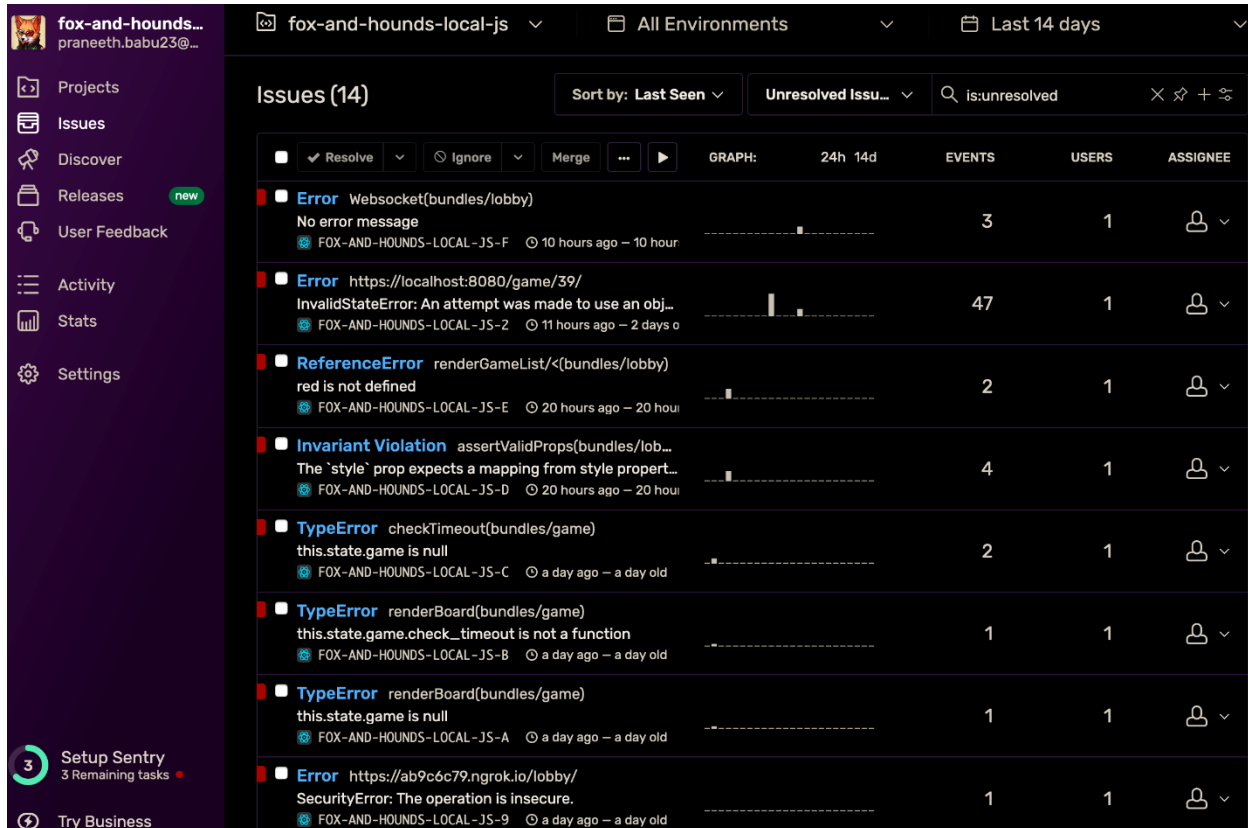 fox-and-hounds...
praneeth.babu23@...
Projects
Issues
Discover
Releases new
User Feedback
Activity
Stats
Settings
3
Setup Sentry
3 Remaining tasks
Try Business
fox-and-hounds-local-js
All Environments
Last 14 days
Issues (14)
Sort by: Last Seen
Unresolved Issu...
is:unresolved
Resolve Ignore Merge ... GRAPH: 24h 14d EVENTS USERS ASSIGNEE
Error Websocket(bundles/lobby)
No error message
FOX-AND-HOUNDS-LOCAL-JS-F 10 hours ago — 10 hour
3 1
Error https://localhost:8080/game/39/
InvalidStateError: An attempt was made to use an obj...
FOX-AND-HOUNDS-LOCAL-JS-2 11 hours ago — 2 days o
47 1
ReferenceError renderGameList/<(bundles/lobby)
red is not defined
FOX-AND-HOUNDS-LOCAL-JS-E 20 hours ago — 20 hou
2 1
Invariant Violation assertValidProps(bundles/lob...
The `style` prop expects a mapping from style propert...
FOX-AND-HOUNDS-LOCAL-JS-D 20 hours ago — 20 hou
4 1
TypeError checkTimeout(bundles/game)
this.state.game is null
FOX-AND-HOUNDS-LOCAL-JS-C a day ago — a day old
2 1
TypeError renderBoard(bundles/game)
this.state.game.check_timeout is not a function
FOX-AND-HOUNDS-LOCAL-JS-B a day ago — a day old
1 1
TypeError renderBoard(bundles/game)
this.state.game is null
FOX-AND-HOUNDS-LOCAL-JS-A a day ago — a day old
1 1
Error https://ab9c6c79.ngrok.io/lobby/
SecurityError: The operation is insecure.
FOX-AND-HOUNDS-LOCAL-JS-9 a day ago — a day old
1 1